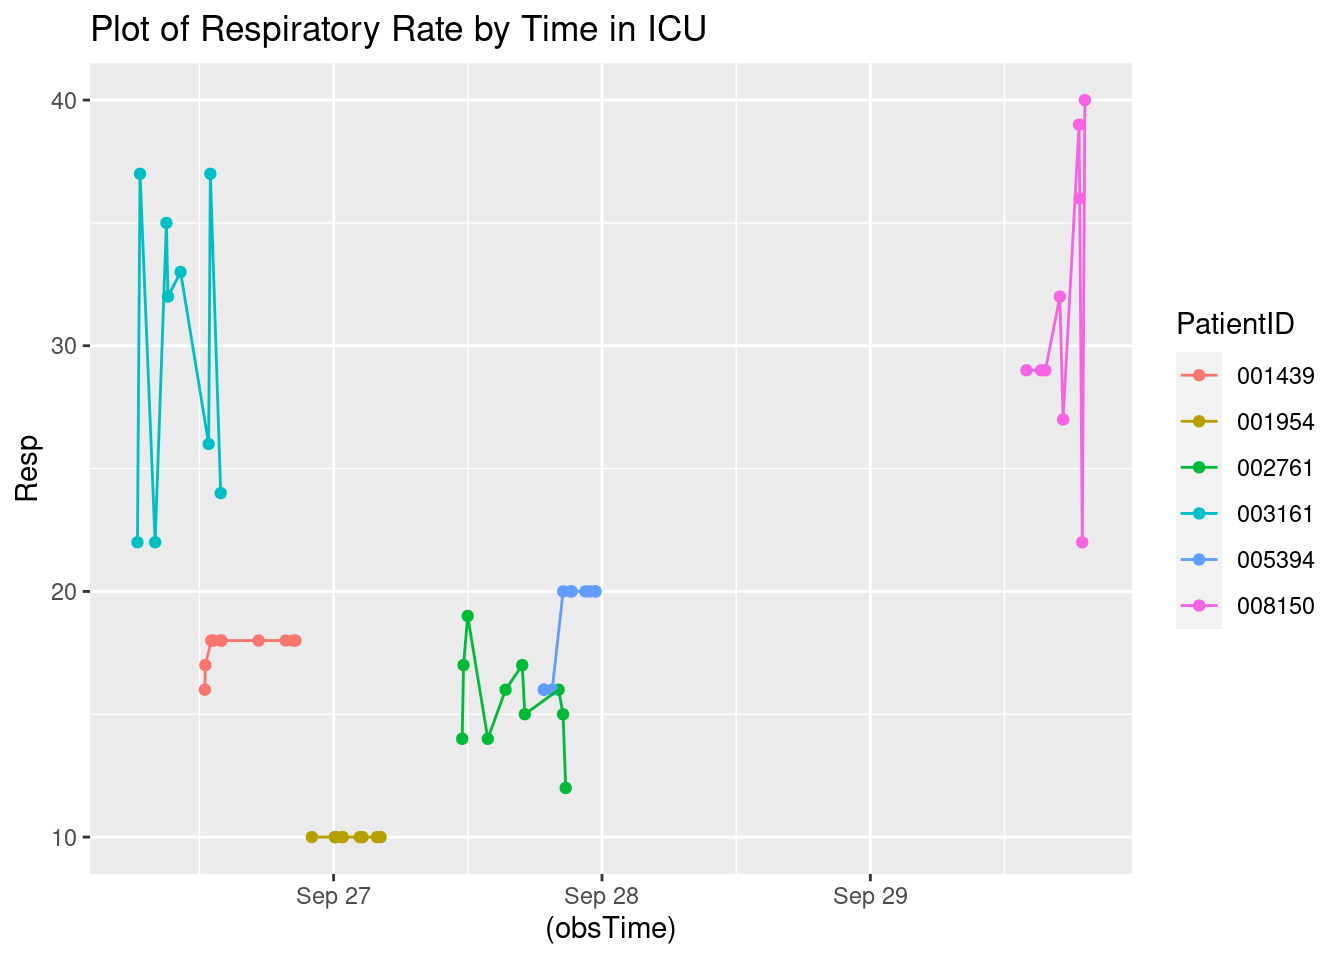 Plot of Respiratory Rate by Time in ICU
40
30
20
10
Resp
Sep 27
Sep 28
Sep 29
(obsTime)
PatientID
001439
001954
002761
003161
005394
008150